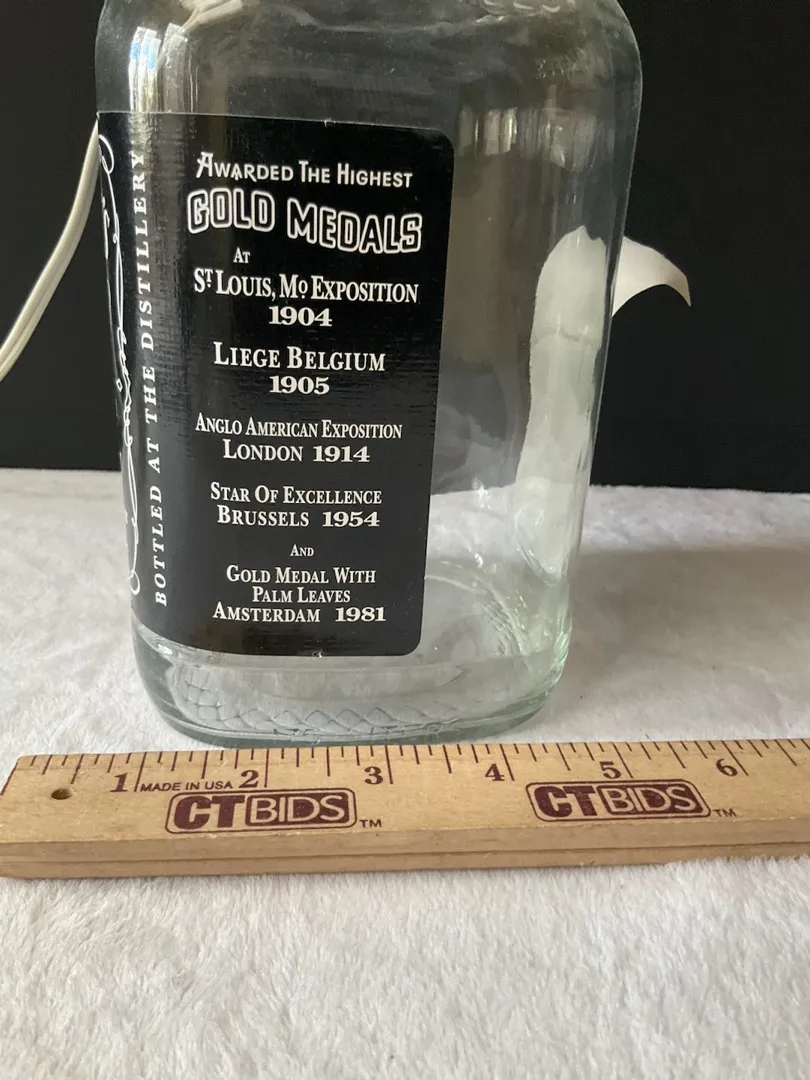 AWARDED THE HIGHEST
GOLD MEDALS
AT
ST LOUIS, MO EXPOSITION
1904
LIEGE BELGIUM
1905
ANGLO AMERICAN EXPOSITION
LONDON 1914
STAR OF EXCELLENCE
BRUSSELS 1954
AND
GOLD MEDAL WITH
PALM LEAVES
AMSTERDAM 1981
BOTTLED AT THE DISTILLERY
1 2 3 4 5 6
MADE IN USA
CTBIDS TM CTBIDS TM